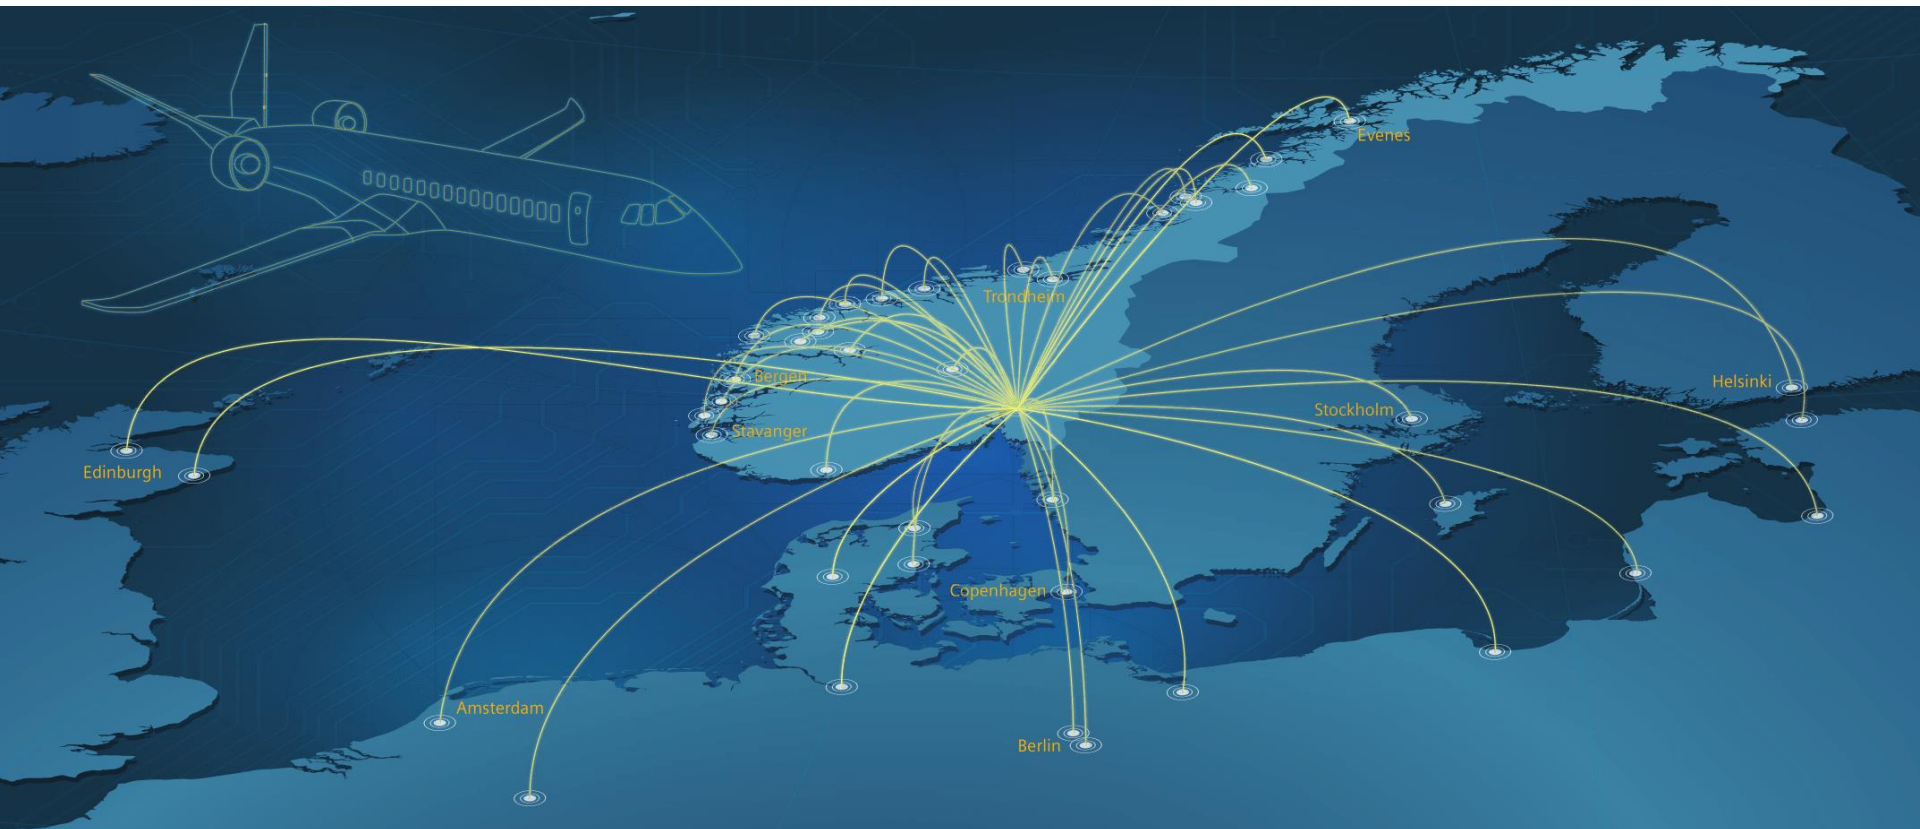 Evenes
Trondheim
Bergen
Helsinki
Stockholm
Stavanger
Edinburgh
Copenhagen
Amsterdam
Berlin